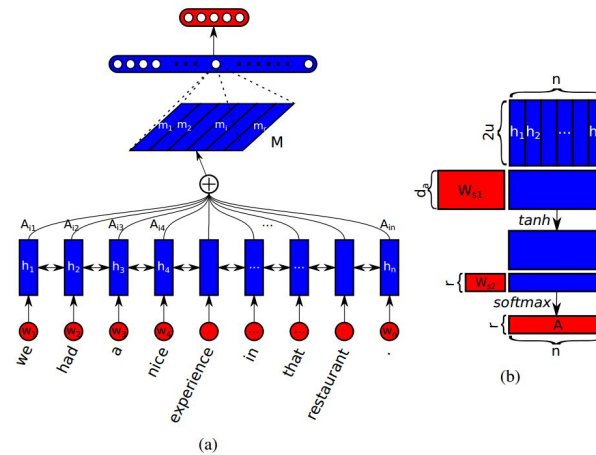 m1 m2 mi mr
M
Ai1 Ai2 Ai3 Ai4 ... Ain
h1 h2 h3 h4 ... ... hn
w1 w2 w3 w4 ... ... wn
we had a nice experience in that restaurant .
(a)
n
2u h1 h2 ... h
da Ws1
tanh
r Ws2
softmax
r A
n
(b)